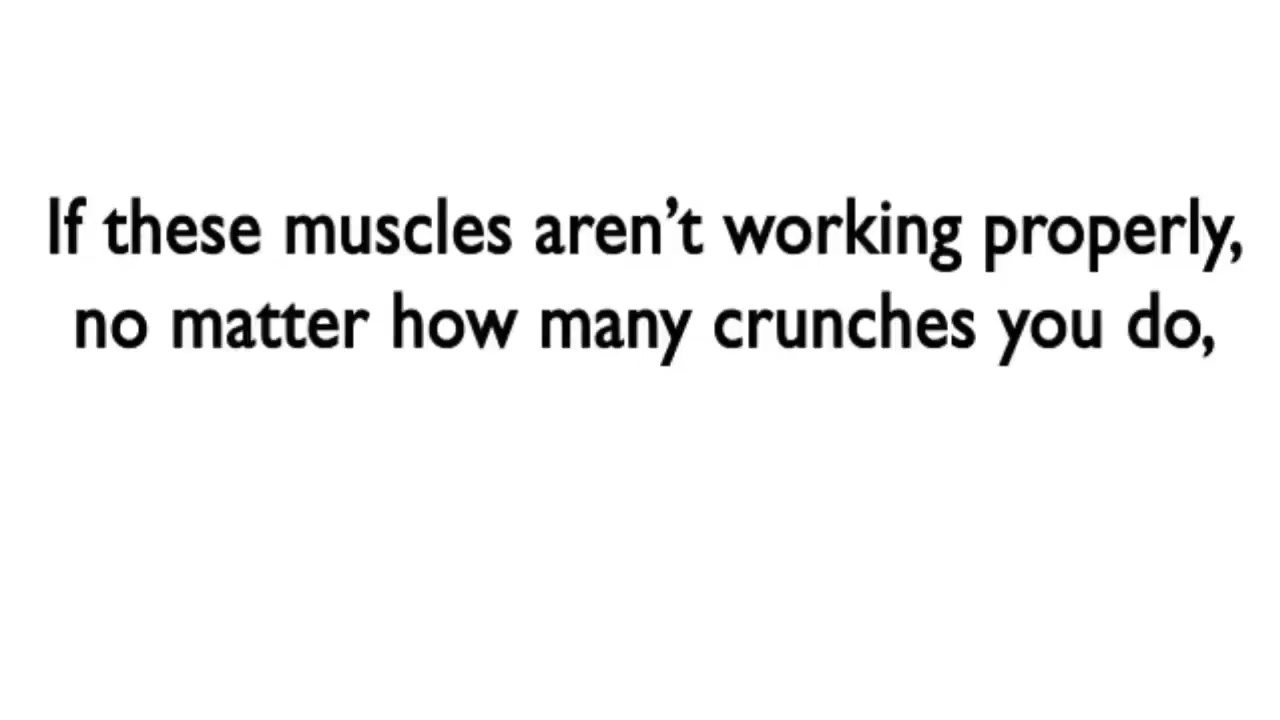 If these muscles aren’t working properly,
no matter how many crunches you do,